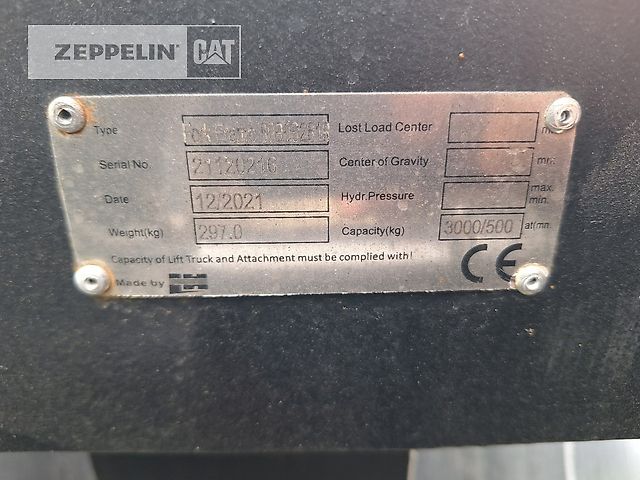 ZEPPELIN CAT
Type Lost Load Center
Serial No. 21120216 Center of Gravity mm
Date 12/2021 Hydr.Pressure max.
min.
Weight(kg) 297.0 Capacity(kg) 3000/500 at(mm.
Capacity of Lift Truck and Attachment must be complied with!
Made by
CE